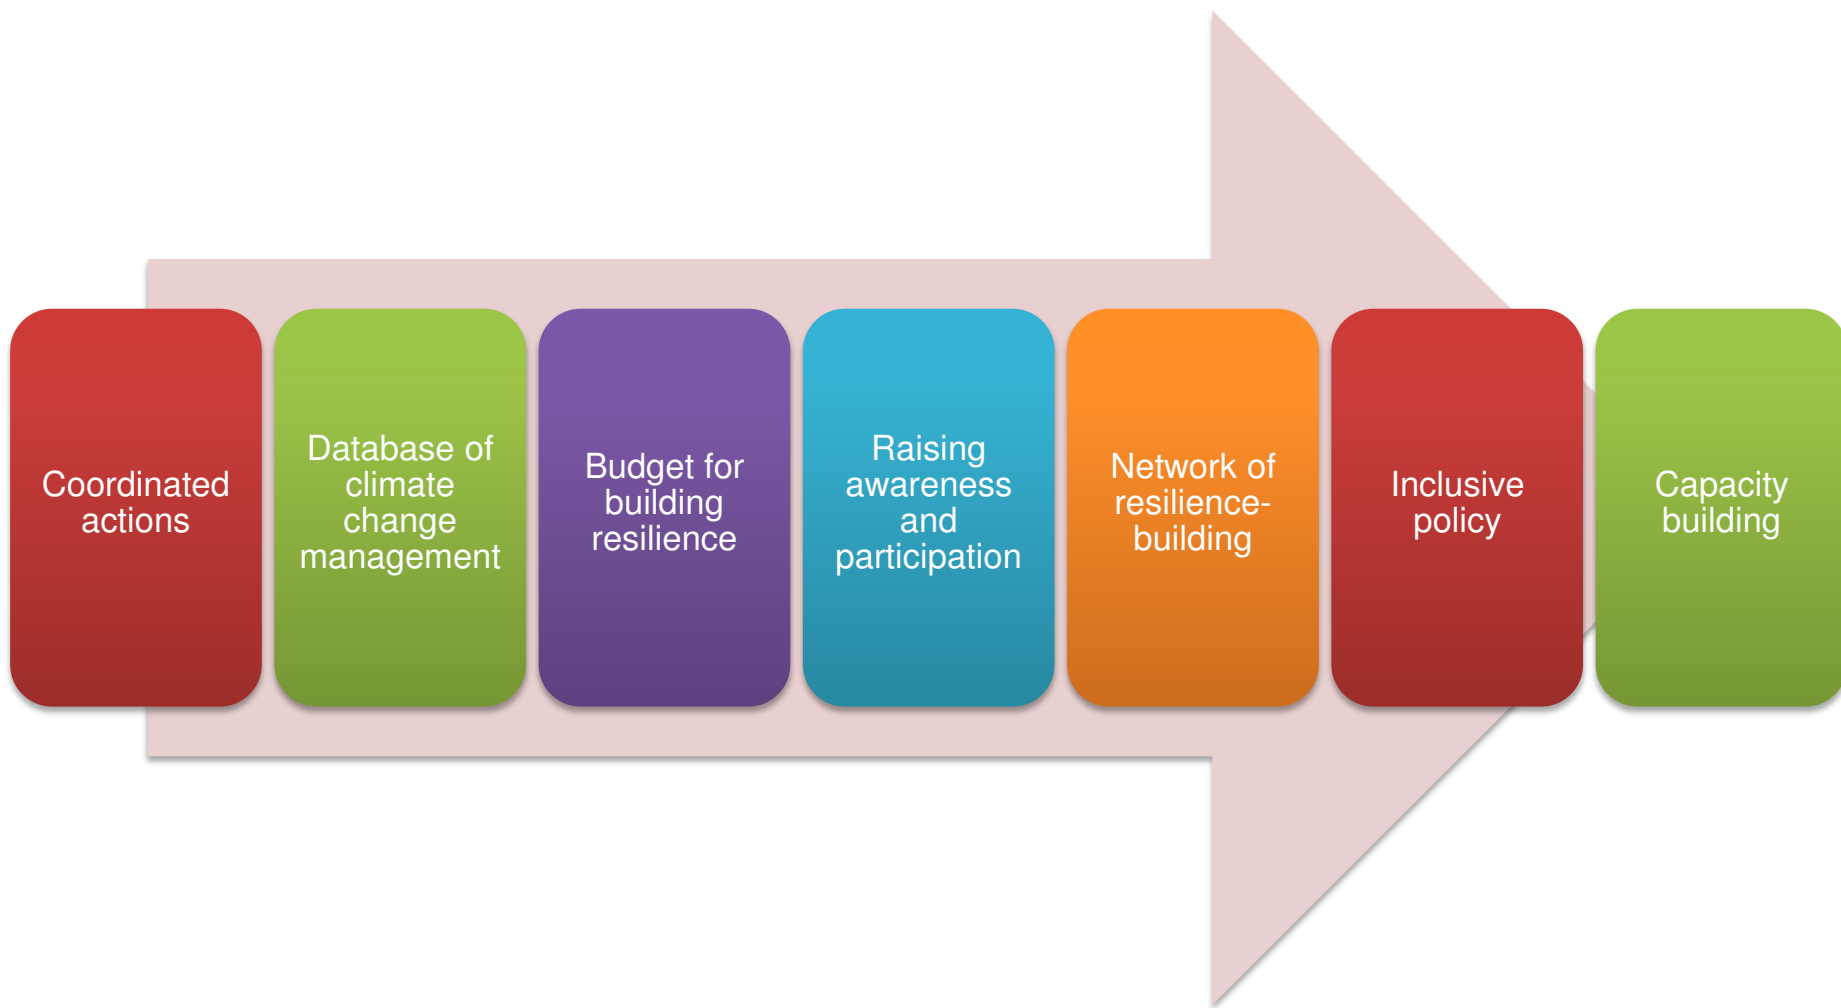 Coordinated
actions
Database of
climate
change
management
Budget for
building
resilience
Raising
awareness
and
participation
Network of
resilience-
building
Inclusive
policy
Capacity
building